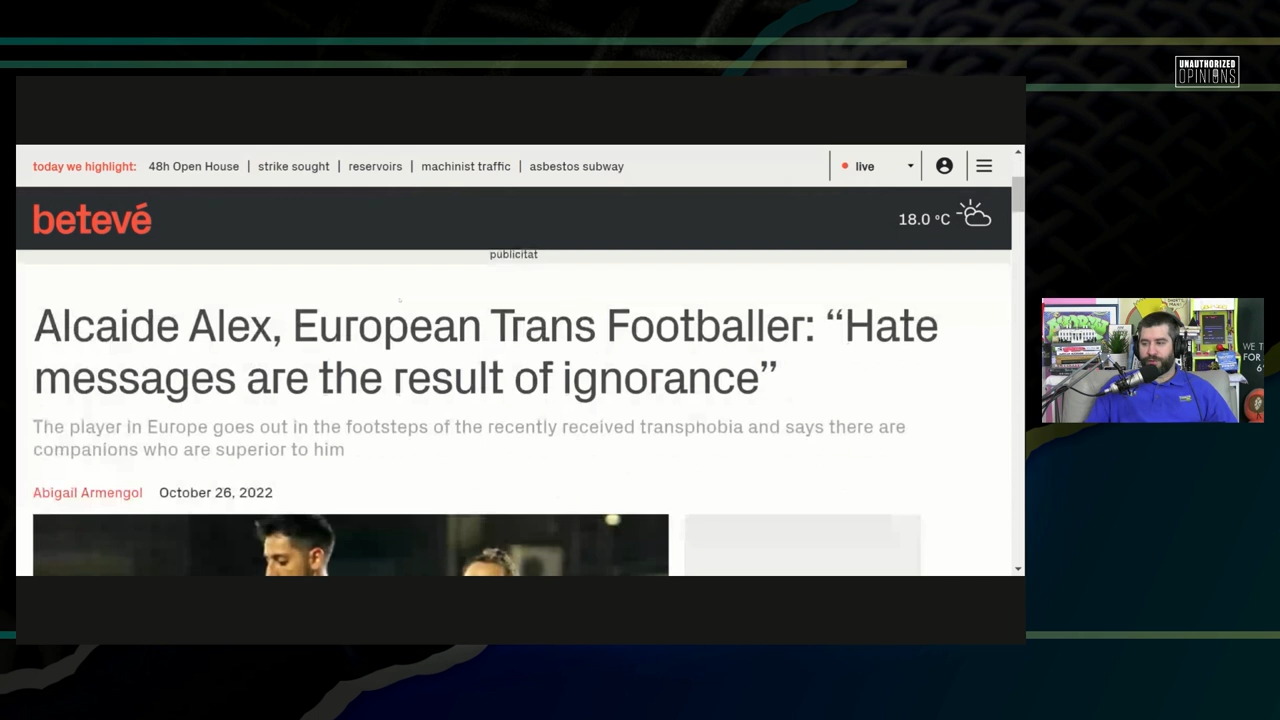 UNAUTHORIZED
OPINIONS
today we highlight: 48h Open House | strike sought | reservoirs | machinist traffic | asbestos subway
live
betevé
18.0 ºC
publicitat
Alcaide Alex, European Trans Footballer: “Hate
messages are the result of ignorance”
The player in Europe goes out in the footsteps of the recently received transphobia and says there are
companions who are superior to him
Abigail Armengol October 26, 2022
WE T
FOR